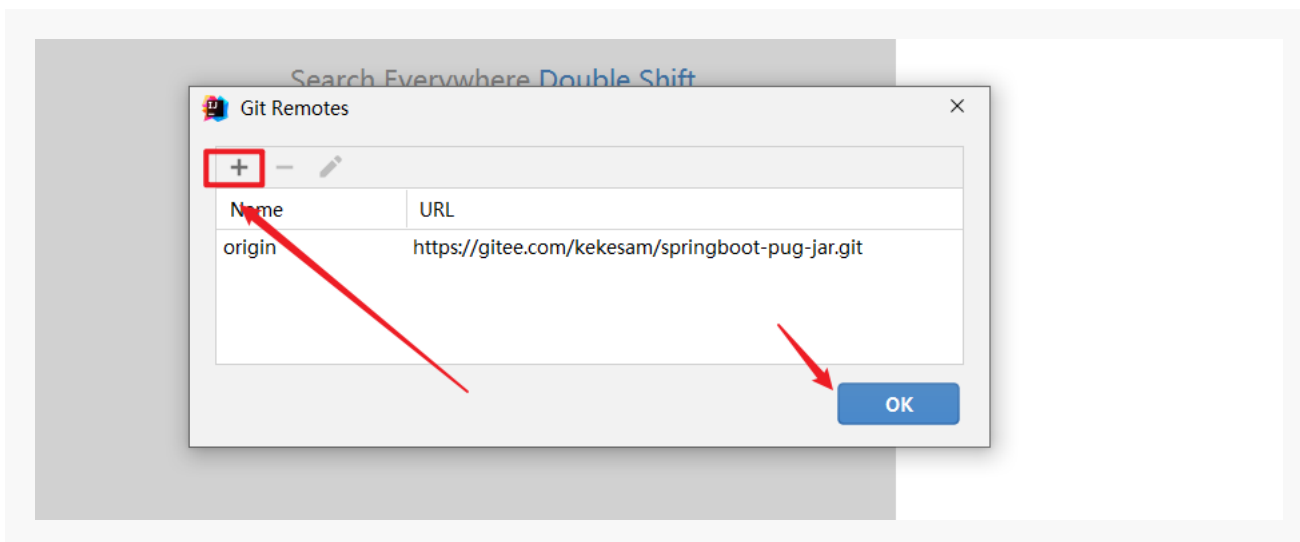 Search Everywhere Double Shift
Git Remotes
Name URL
origin https://gitee.com/kekesam/springboot-pug-jar.git
OK